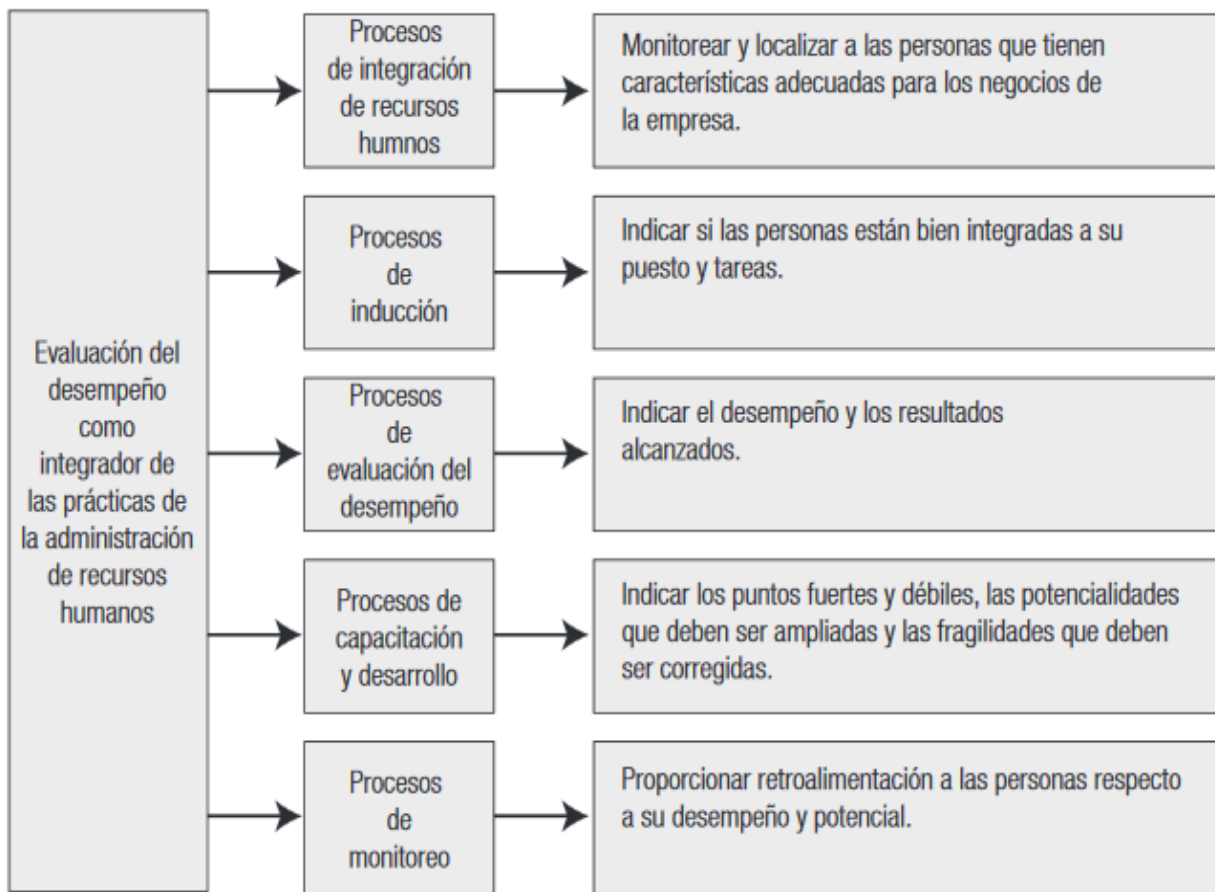 Evaluación del
desempeño
como
integrador de
las prácticas de
la administración
de recursos
humanos
Procesos
de integración
de recursos
humnos
Monitorear y localizar a las personas que tienen
características adecuadas para los negocios de
la empresa.
Procesos
de
inducción
Indicar si las personas están bien integradas a su
puesto y tareas.
Procesos
de
evaluación del
desempeño
Indicar el desempeño y los resultados
alcanzados.
Procesos de
capacitación
y desarrollo
Indicar los puntos fuertes y débiles, las potencialidades
que deben ser ampliadas y las fragilidades que deben
ser corregidas.
Procesos
de
monitoreo
Proporcionar retroalimentación a las personas respecto
a su desempeño y potencial.